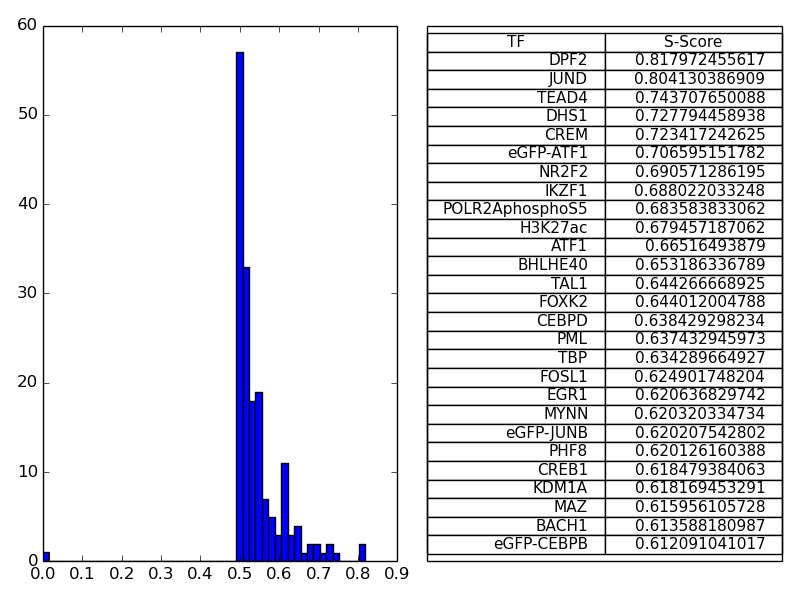 60
50
40
30
20
10
0
0.0 0.1 0.2 0.3 0.4 0.5 0.6 0.7 0.8 0.9
TF S-Score
DPF2 0.817972455617
JUND 0.804130386909
TEAD4 0.743707650088
DHS1 0.727794458938
CREM 0.723417242625
eGFP-ATF1 0.706595151782
NR2F2 0.690571286195
IKZF1 0.688022033248
POLR2AphosphoS5 0.683583833062
H3K27ac 0.679457187062
ATF1 0.66516493879
BHLHE40 0.653186336789
TAL1 0.644266668925
FOXK2 0.644012004788
CEBPD 0.638429298234
PML 0.637432945973
TBP 0.634289664927
FOSL1 0.624901748204
EGR1 0.620636829742
MYNN 0.620320334734
eGFP-JUNB 0.620207542802
PHF8 0.620126160388
CREB1 0.618479384063
KDM1A 0.618169453291
MAZ 0.615956105728
BACH1 0.613588180987
eGFP-CEBPB 0.612091041017